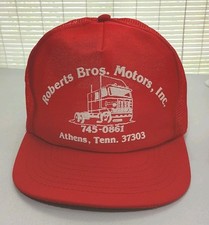 Roberts Bros. Motors, Inc.
745-0861
Athens, Tenn. 37303